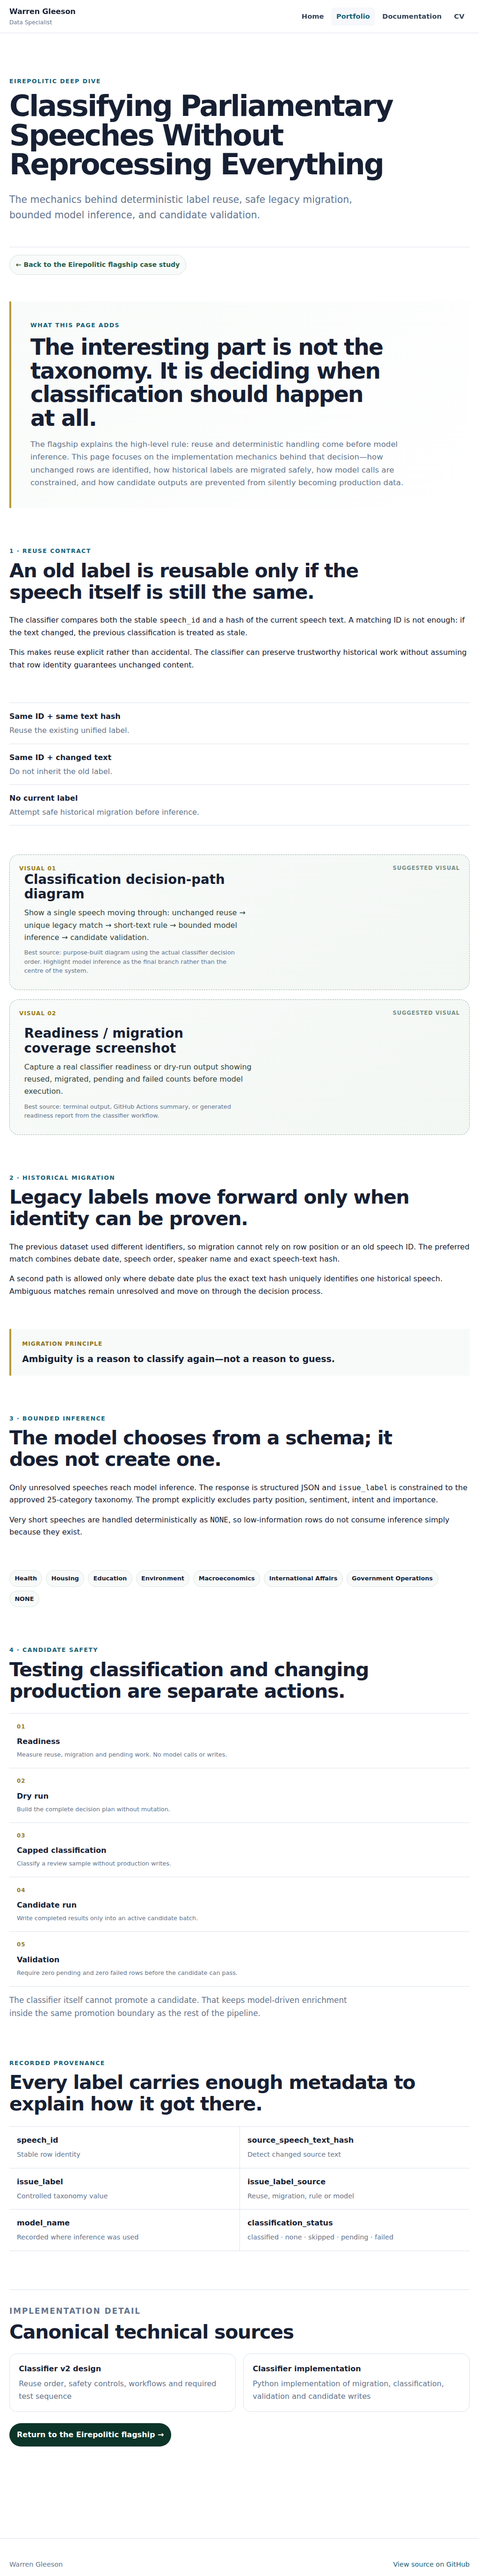 Warren Gleeson
Data Specialist
Home Portfolio Documentation CV
EIREPOLITIC DEEP DIVE
Classifying Parliamentary
Speeches Without
Reprocessing Everything
The mechanics behind deterministic label reuse, safe legacy migration,
bounded model inference, and candidate validation.
← Back to the Eirepolitic flagship case study
WHAT THIS PAGE ADDS
The interesting part is not the
taxonomy. It is deciding when
classification should happen
at all.
The flagship explains the high-level rule: reuse and deterministic handling come before model
inference. This page focuses on the implementation mechanics behind that decision—how
unchanged rows are identified, how historical labels are migrated safely, how model calls are
constrained, and how candidate outputs are prevented from silently becoming production data.
1 · REUSE CONTRACT
An old label is reusable only if the
speech itself is still the same.
The classifier compares both the stable speech_id and a hash of the current speech text. A matching ID is not enough: if
the text changed, the previous classification is treated as stale.
This makes reuse explicit rather than accidental. The classifier can preserve trustworthy historical work without assuming
that row identity guarantees unchanged content.
Same ID + same text hash
Reuse the existing unified label.
Same ID + changed text
Do not inherit the old label.
No current label
Attempt safe historical migration before inference.
VISUAL 01
SUGGESTED VISUAL
Classification decision-path
diagram
Show a single speech moving through: unchanged reuse →
unique legacy match → short-text rule → bounded model
inference → candidate validation.
Best source: purpose-built diagram using the actual classifier decision
order. Highlight model inference as the final branch rather than the
centre of the system.
VISUAL 02
SUGGESTED VISUAL
Readiness / migration
coverage screenshot
Capture a real classifier readiness or dry-run output showing
reused, migrated, pending and failed counts before model
execution.
Best source: terminal output, GitHub Actions summary, or generated
readiness report from the classifier workflow.
2 · HISTORICAL MIGRATION
Legacy labels move forward only when
identity can be proven.
The previous dataset used different identifiers, so migration cannot rely on row position or an old speech ID. The preferred
match combines debate date, speech order, speaker name and exact speech-text hash.
A second path is allowed only where debate date plus the exact text hash uniquely identifies one historical speech.
Ambiguous matches remain unresolved and move on through the decision process.
MIGRATION PRINCIPLE
Ambiguity is a reason to classify again—not a reason to guess.
3 · BOUNDED INFERENCE
The model chooses from a schema; it
does not create one.
Only unresolved speeches reach model inference. The response is structured JSON and issue_label is constrained to the
approved 25-category taxonomy. The prompt explicitly excludes party position, sentiment, intent and importance.
Very short speeches are handled deterministically as NONE, so low-information rows do not consume inference simply
because they exist.
Health Housing Education Environment Macroeconomics International Affairs Government Operations
NONE
4 · CANDIDATE SAFETY
Testing classification and changing
production are separate actions.
01
Readiness
Measure reuse, migration and pending work. No model calls or writes.
02
Dry run
Build the complete decision plan without mutation.
03
Capped classification
Classify a review sample without production writes.
04
Candidate run
Write completed results only into an active candidate batch.
05
Validation
Require zero pending and zero failed rows before the candidate can pass.
The classifier itself cannot promote a candidate. That keeps model-driven enrichment
inside the same promotion boundary as the rest of the pipeline.
RECORDED PROVENANCE
Every label carries enough metadata to
explain how it got there.
speech_id
Stable row identity
source_speech_text_hash
Detect changed source text
issue_label
Controlled taxonomy value
issue_label_source
Reuse, migration, rule or model
model_name
Recorded where inference was used
classification_status
classified · none · skipped · pending · failed
IMPLEMENTATION DETAIL
Canonical technical sources
Classifier v2 design
Reuse order, safety controls, workflows and required
test sequence
Classifier implementation
Python implementation of migration, classification,
validation and candidate writes
Return to the Eirepolitic flagship →
Warren Gleeson
View source on GitHub